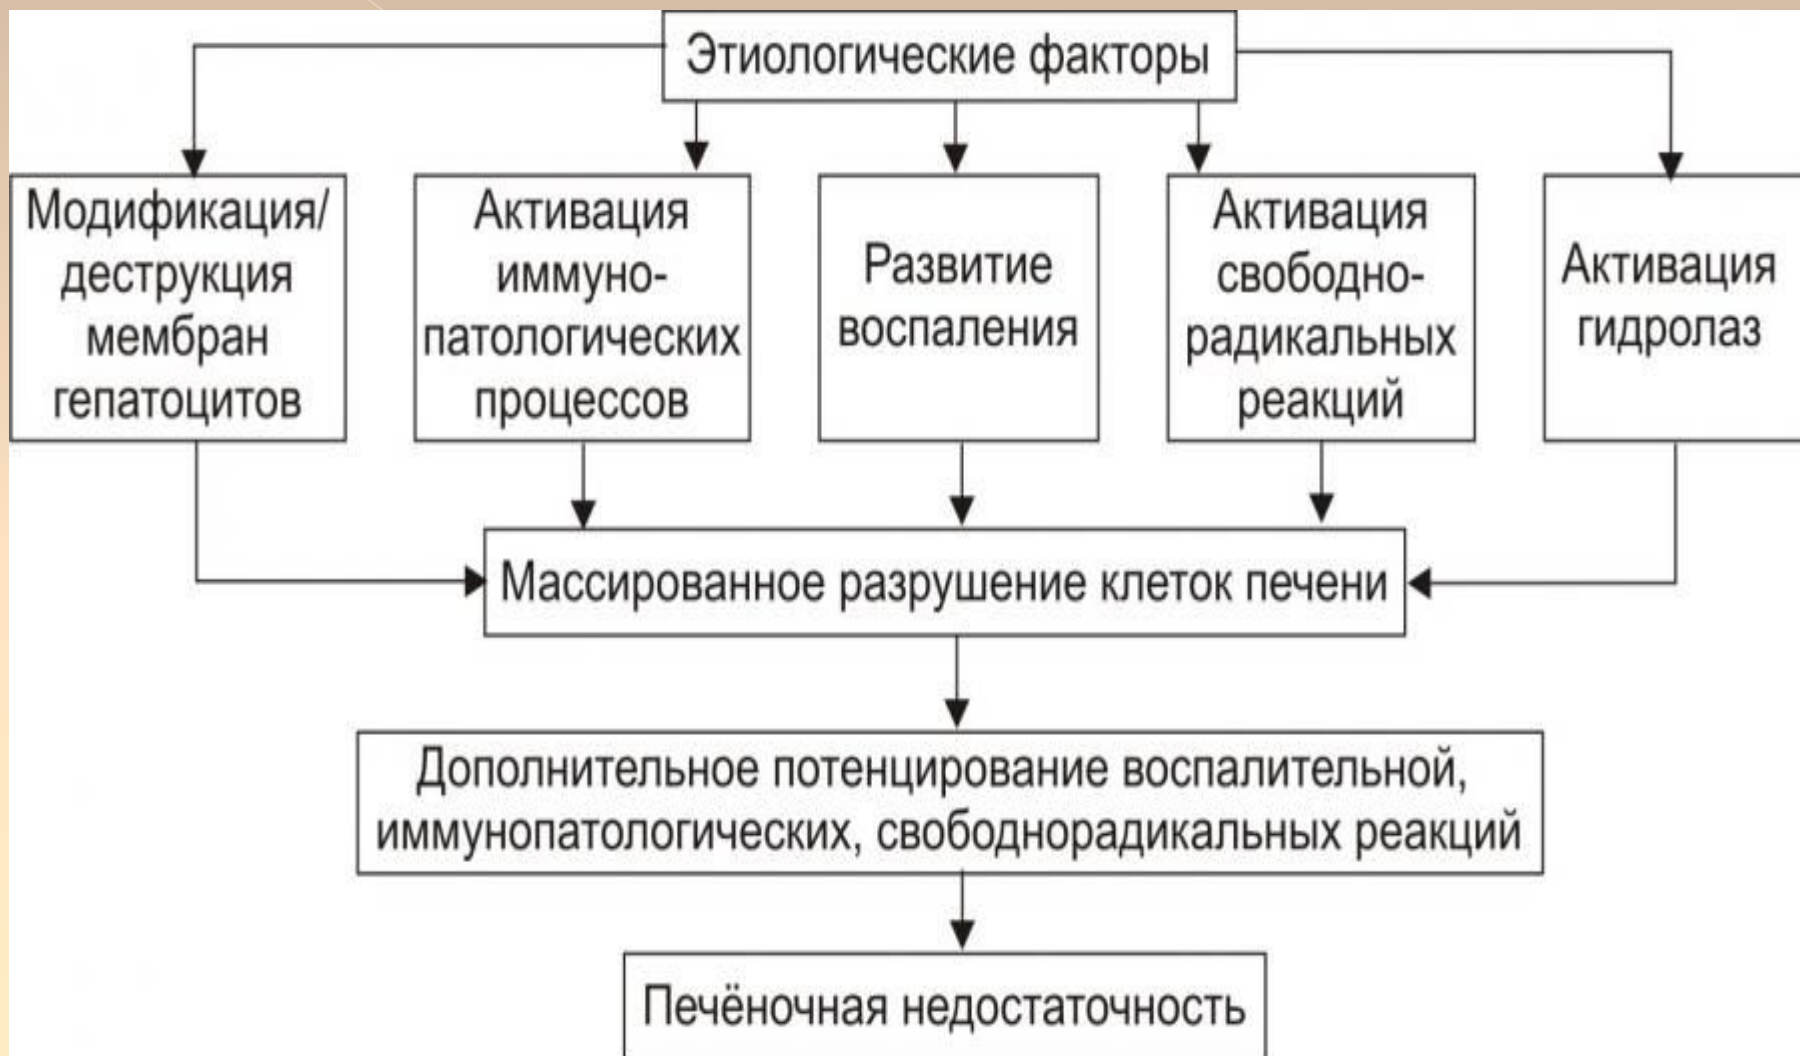 Этиологические факторы
Модификация/
деструкция
мембран
гепатоцитов
Активация
иммуно-
патологических
процессов
Развитие
воспаления
Активация
свободно-
радикальных
реакций
Активация
гидролаз
Массированное разрушение клеток печени
Дополнительное потенцирование воспалительной,
иммунопатологических, свободнорадикальных реакций
Печёночная недостаточность